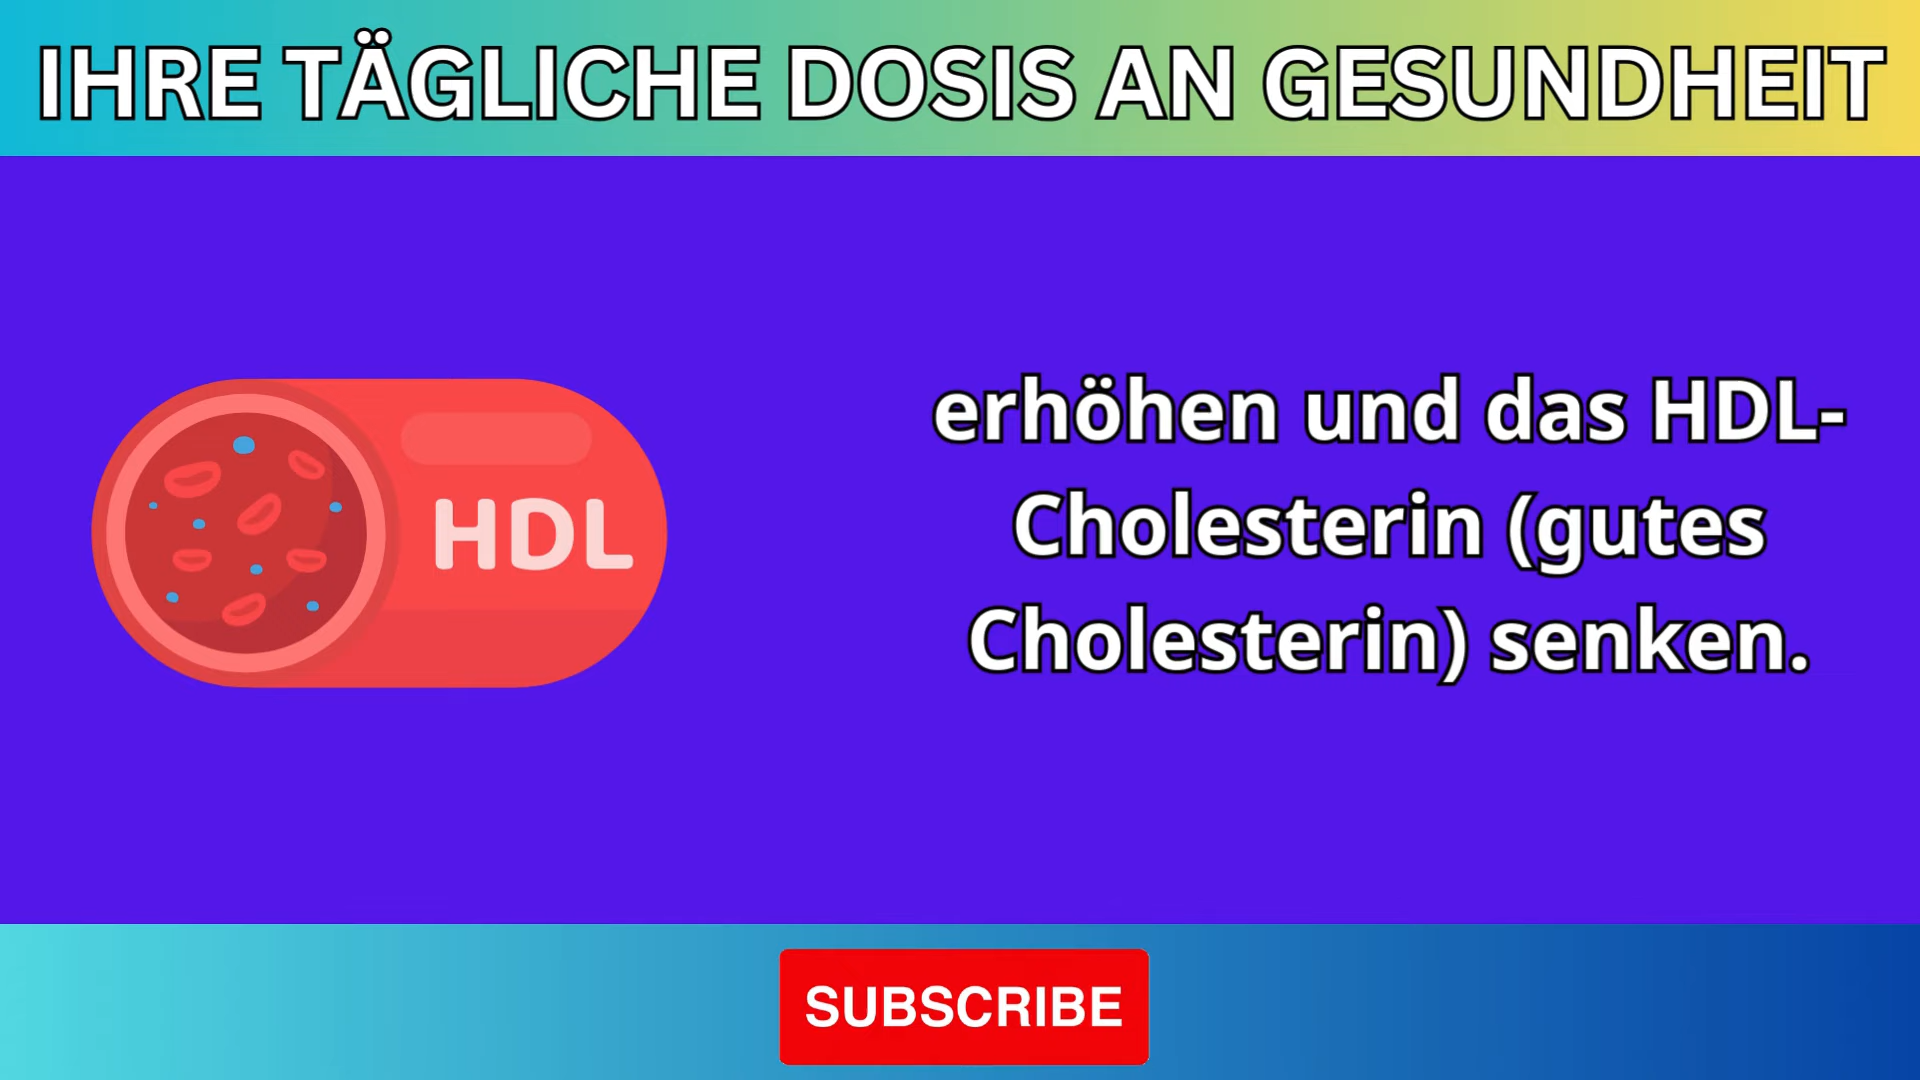 IHRE TÄGLICHE DOSIS AN GESUNDHEIT
HDL
erhöhen und das HDL-
Cholesterin (gutes
Cholesterin) senken.
SUBSCRIBE